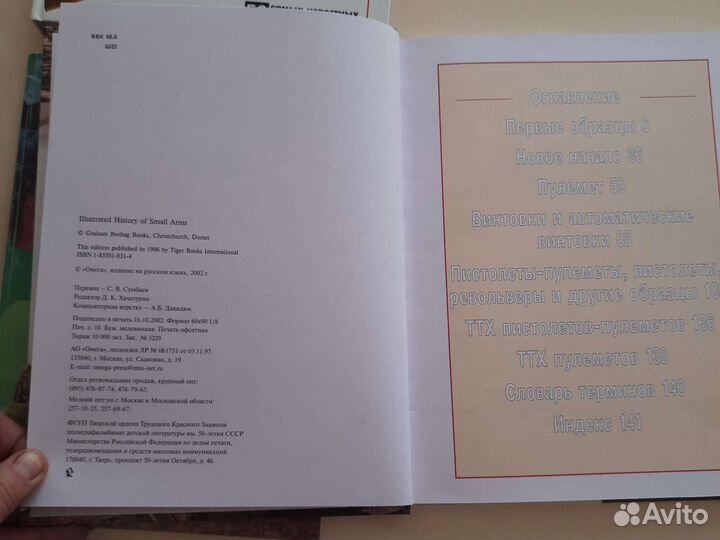 ББК 68.8
Ш22
Illustrated History of Small Arms
© Graham Beehag Books, Christchurch, Dorset
This edition published in 1996 by Tiger Books International
ISBN 1-85501-831-4
© «Омега», издание на русском языке, 2002 г.
Перевод – С. В. Сумбаев
Редактор Д. К. Хачатурян
Компьютерная верстка – А.Б. Данидюк
Подписано в печать 16.10.2002. Формат 60х90 1/8
Печ. л. 18. Бум. мелованная. Печать офсетная
Тираж 10 000 экз. Зак. № 3220
АО «Омега», лицензия ЛР № 061751 от 03.11.97.
125040, г. Москва, ул. Скаковая, д. 19.
E-mail: omega-press@mtu-net.ru
Отдел региональных продаж, крупный опт:
(095) 476-97-74, 476-79-63.
Мелкий опт по г. Москве и Московской области:
257-10-25, 257-69-67.
ФГУП Тверской ордена Трудового Красного Знамени
полиграфкомбинат детской литературы им. 50-летия СССР
Министерства Российской Федерации по делам печати,
телерадиовещания и средств массовых коммуникаций.
170040, г. Тверь, проспект 50-летия Октября, д. 46.
Оглавление
Первые образцы 6
Новое начало 36
Пулемет 59
Винтовки и автоматические
винтовки 86
Пистолеты-пулеметы, пистолеты,
револьверы и другие образцы
ТТХ пистолетов-пулеметов 136
ТТХ пулеметов 138
Словарь терминов 140
Индекс 141
Avito